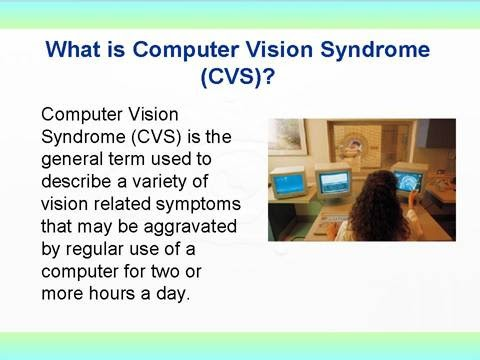 What is Computer Vision Syndrome
(CVS)?
Computer Vision
Syndrome (CVS) is the
general term used to
describe a variety of
vision related symptoms
that may be aggravated
by regular use of a
computer for two or
more hours a day.